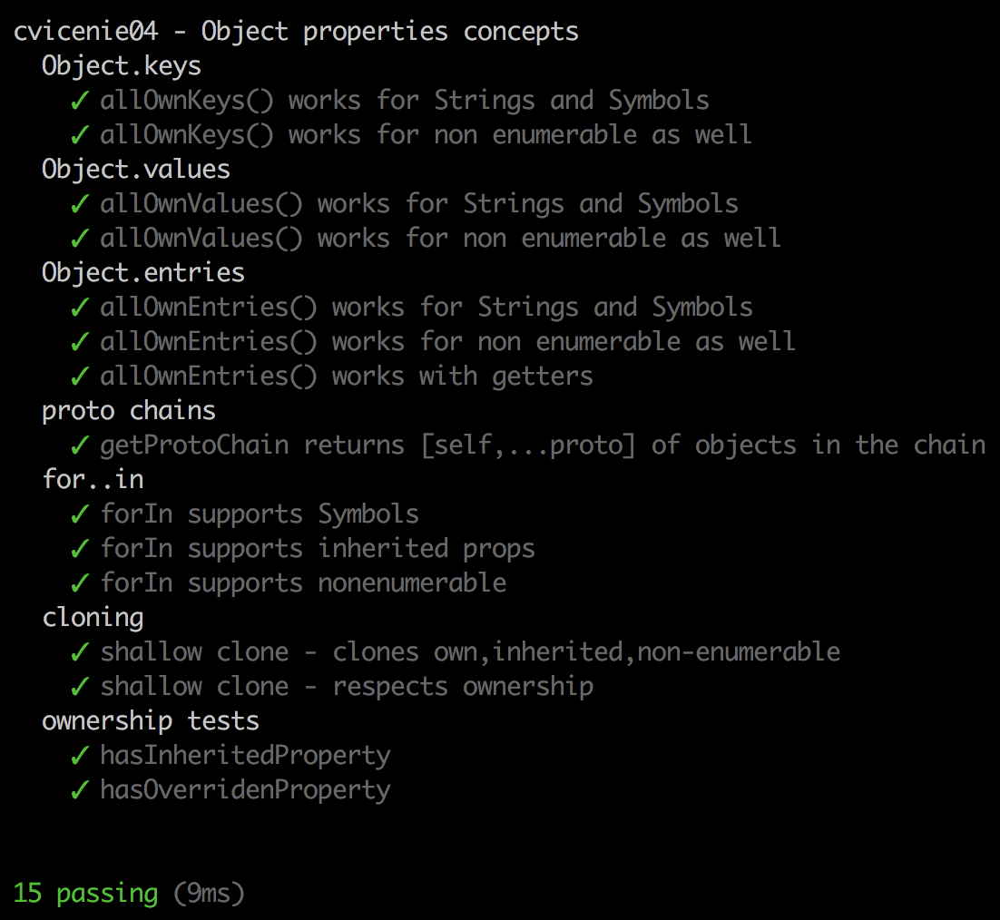 cvicenie04 - Object properties concepts
Object.keys
✓ allOwnKeys() works for Strings and Symbols
✓ allOwnKeys() works for non enumerable as well
Object.values
✓ allOwnValues() works for Strings and Symbols
✓ allOwnValues() works for non enumerable as well
Object.entries
✓ allOwnEntries() works for Strings and Symbols
✓ allOwnEntries() works for non enumerable as well
✓ allOwnEntries() works with getters
proto chains
✓ getProtoChain returns [self,...proto] of objects in the chain
for..in
✓ forIn supports Symbols
✓ forIn supports inherited props
✓ forIn supports nonenumerable
cloning
✓ shallow clone - clones own,inherited,non-enumerable
✓ shallow clone - respects ownership
ownership tests
✓ hasInheritedProperty
✓ hasOverridenProperty
15 passing (9ms)